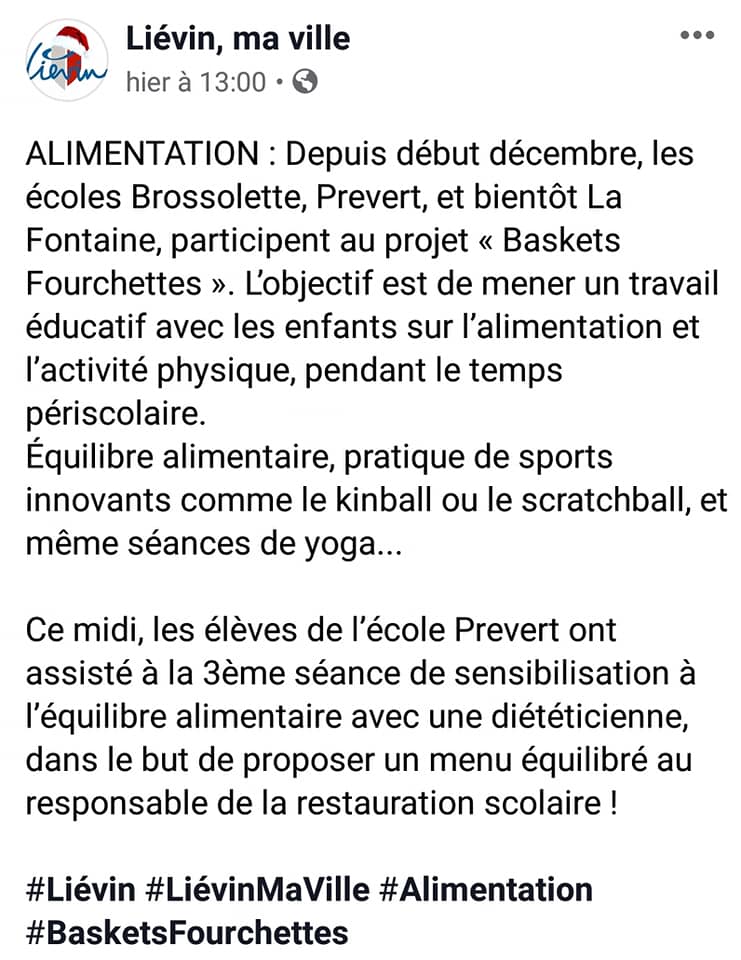 Liévin
Liévin, ma ville
hier à 13:00 •
ALIMENTATION : Depuis début décembre, les
écoles Brossolette, Prevert, et bientôt La
Fontaine, participent au projet « Baskets
Fourchettes ». L’objectif est de mener un travail
éducatif avec les enfants sur l’alimentation et
l’activité physique, pendant le temps
périscolaire.
Équilibre alimentaire, pratique de sports
innovants comme le kinball ou le scratchball, et
même séances de yoga...
Ce midi, les élèves de l’école Prevert ont
assisté à la 3ème séance de sensibilisation à
l’équilibre alimentaire avec une diététicienne,
dans le but de proposer un menu équilibré au
responsable de la restauration scolaire !
#Liévin #LiévinMaVille #Alimentation
#BasketsFourchettes